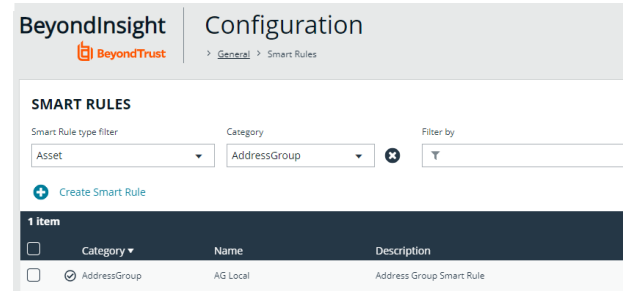 BeyondInsight
BeyondTrust
Configuration
> General > Smart Rules
SMART RULES
Smart Rule type filter Category Filter by
Asset AddressGroup
Create Smart Rule
1 item
Category Name Description
AddressGroup AG Local Address Group Smart Rule